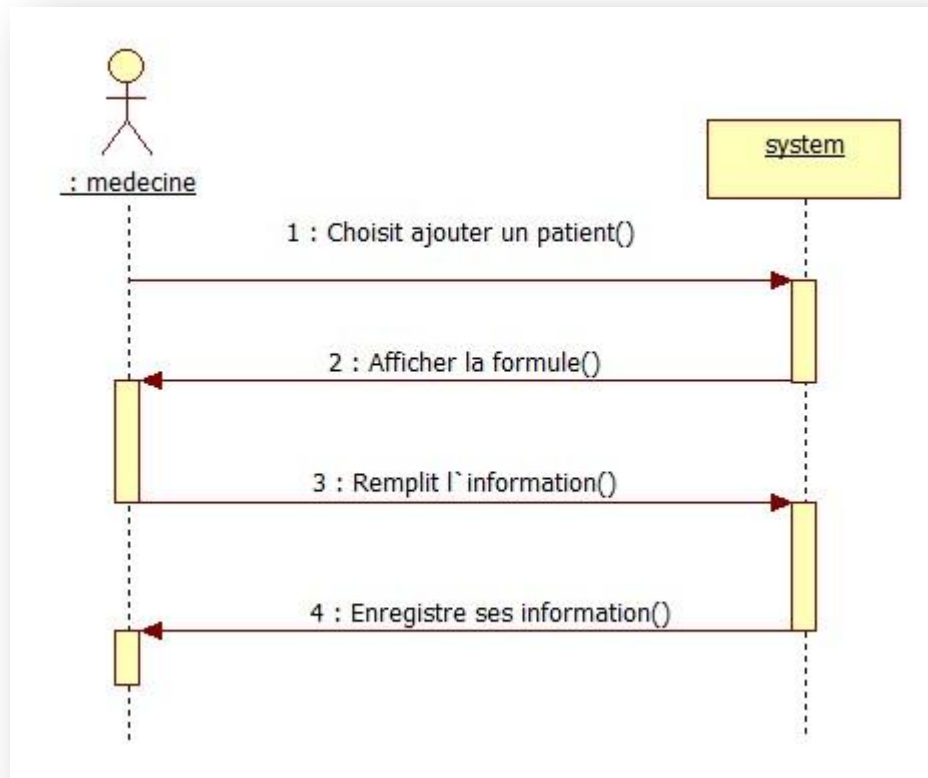 : medecine
system
1 : Choisit ajouter un patient()
2 : Afficher la formule()
3 : Remplit l`information()
4 : Enregistre ses information()